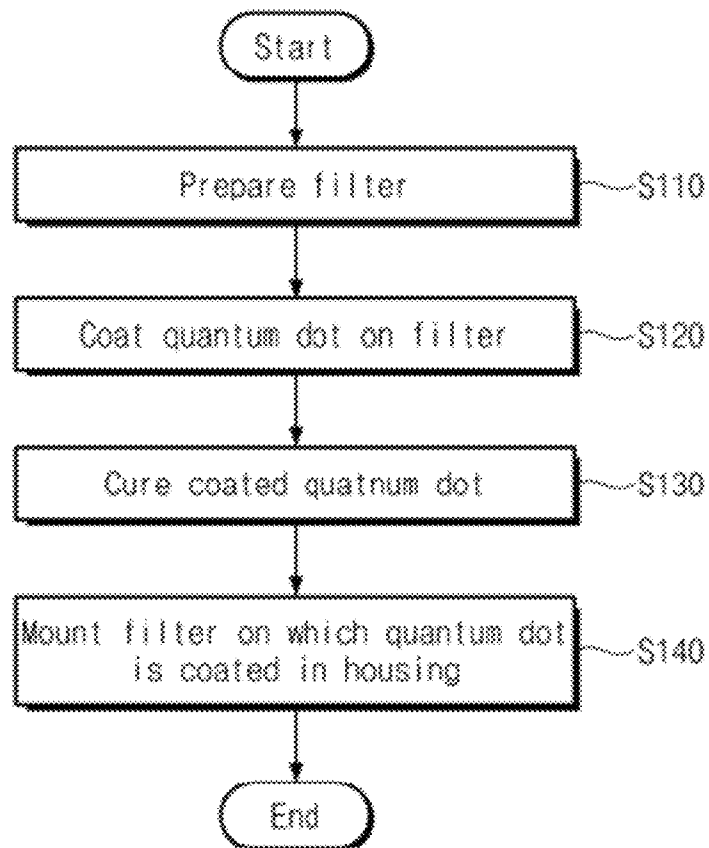 Start
Prepare filter
S110
Coat quantum dot on filter
S120
Cure coated quatnum dot
S130
Mount filter on which quantum dot
is coated in housing
S140
End